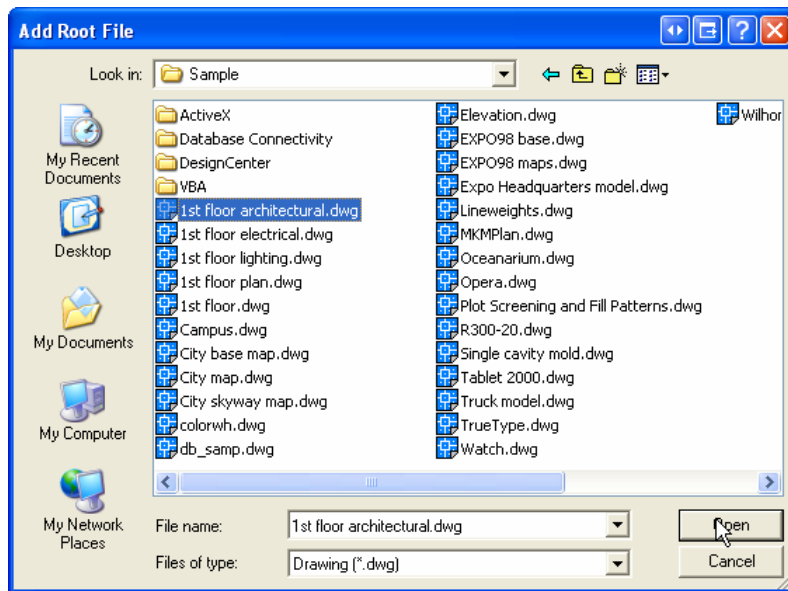 Add Root File
Look in:
Sample
My Recent
Documents
Desktop
My Documents
My Computer
My Network
Places
ActiveX
Database Connectivity
DesignCenter
VBA
1st floor architectural.dwg
1st floor electrical.dwg
1st floor lighting.dwg
1st floor plan.dwg
1st floor.dwg
Campus.dwg
City base map.dwg
City map.dwg
City skyway map.dwg
colorwh.dwg
db_samp.dwg
Elevation.dwg
EXPO98 base.dwg
EXPO98 maps.dwg
Expo Headquarters model.dwg
Lineweights.dwg
MKMPlan.dwg
Oceanarium.dwg
Opera.dwg
Plot Screening and Fill Patterns.dwg
R300-20.dwg
Single cavity mold.dwg
Tablet 2000.dwg
Truck model.dwg
TrueType.dwg
Watch.dwg
Wilhor
File name:
1st floor architectural.dwg
Open
Files of type:
Drawing (*.dwg)
Cancel